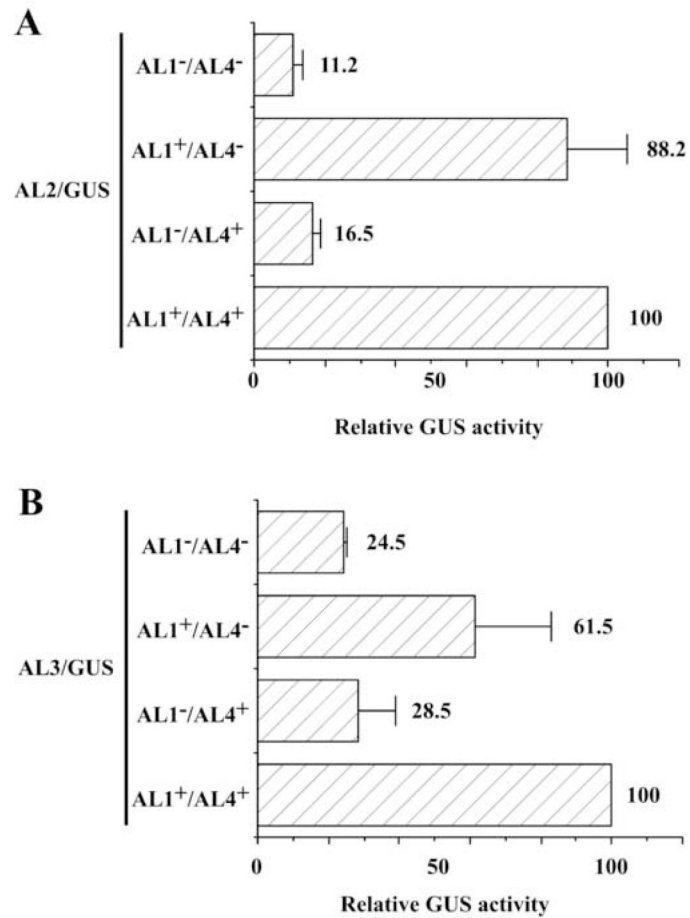 A
AL1⁻/AL4⁻
11.2
AL1⁺/AL4⁻
88.2
AL2/GUS
AL1⁻/AL4⁺
16.5
AL1⁺/AL4⁺
100
0 50 100
Relative GUS activity
B
AL1⁻/AL4⁻
24.5
AL1⁺/AL4⁻
61.5
AL3/GUS
AL1⁻/AL4⁺
28.5
AL1⁺/AL4⁺
100
0 50 100
Relative GUS activity